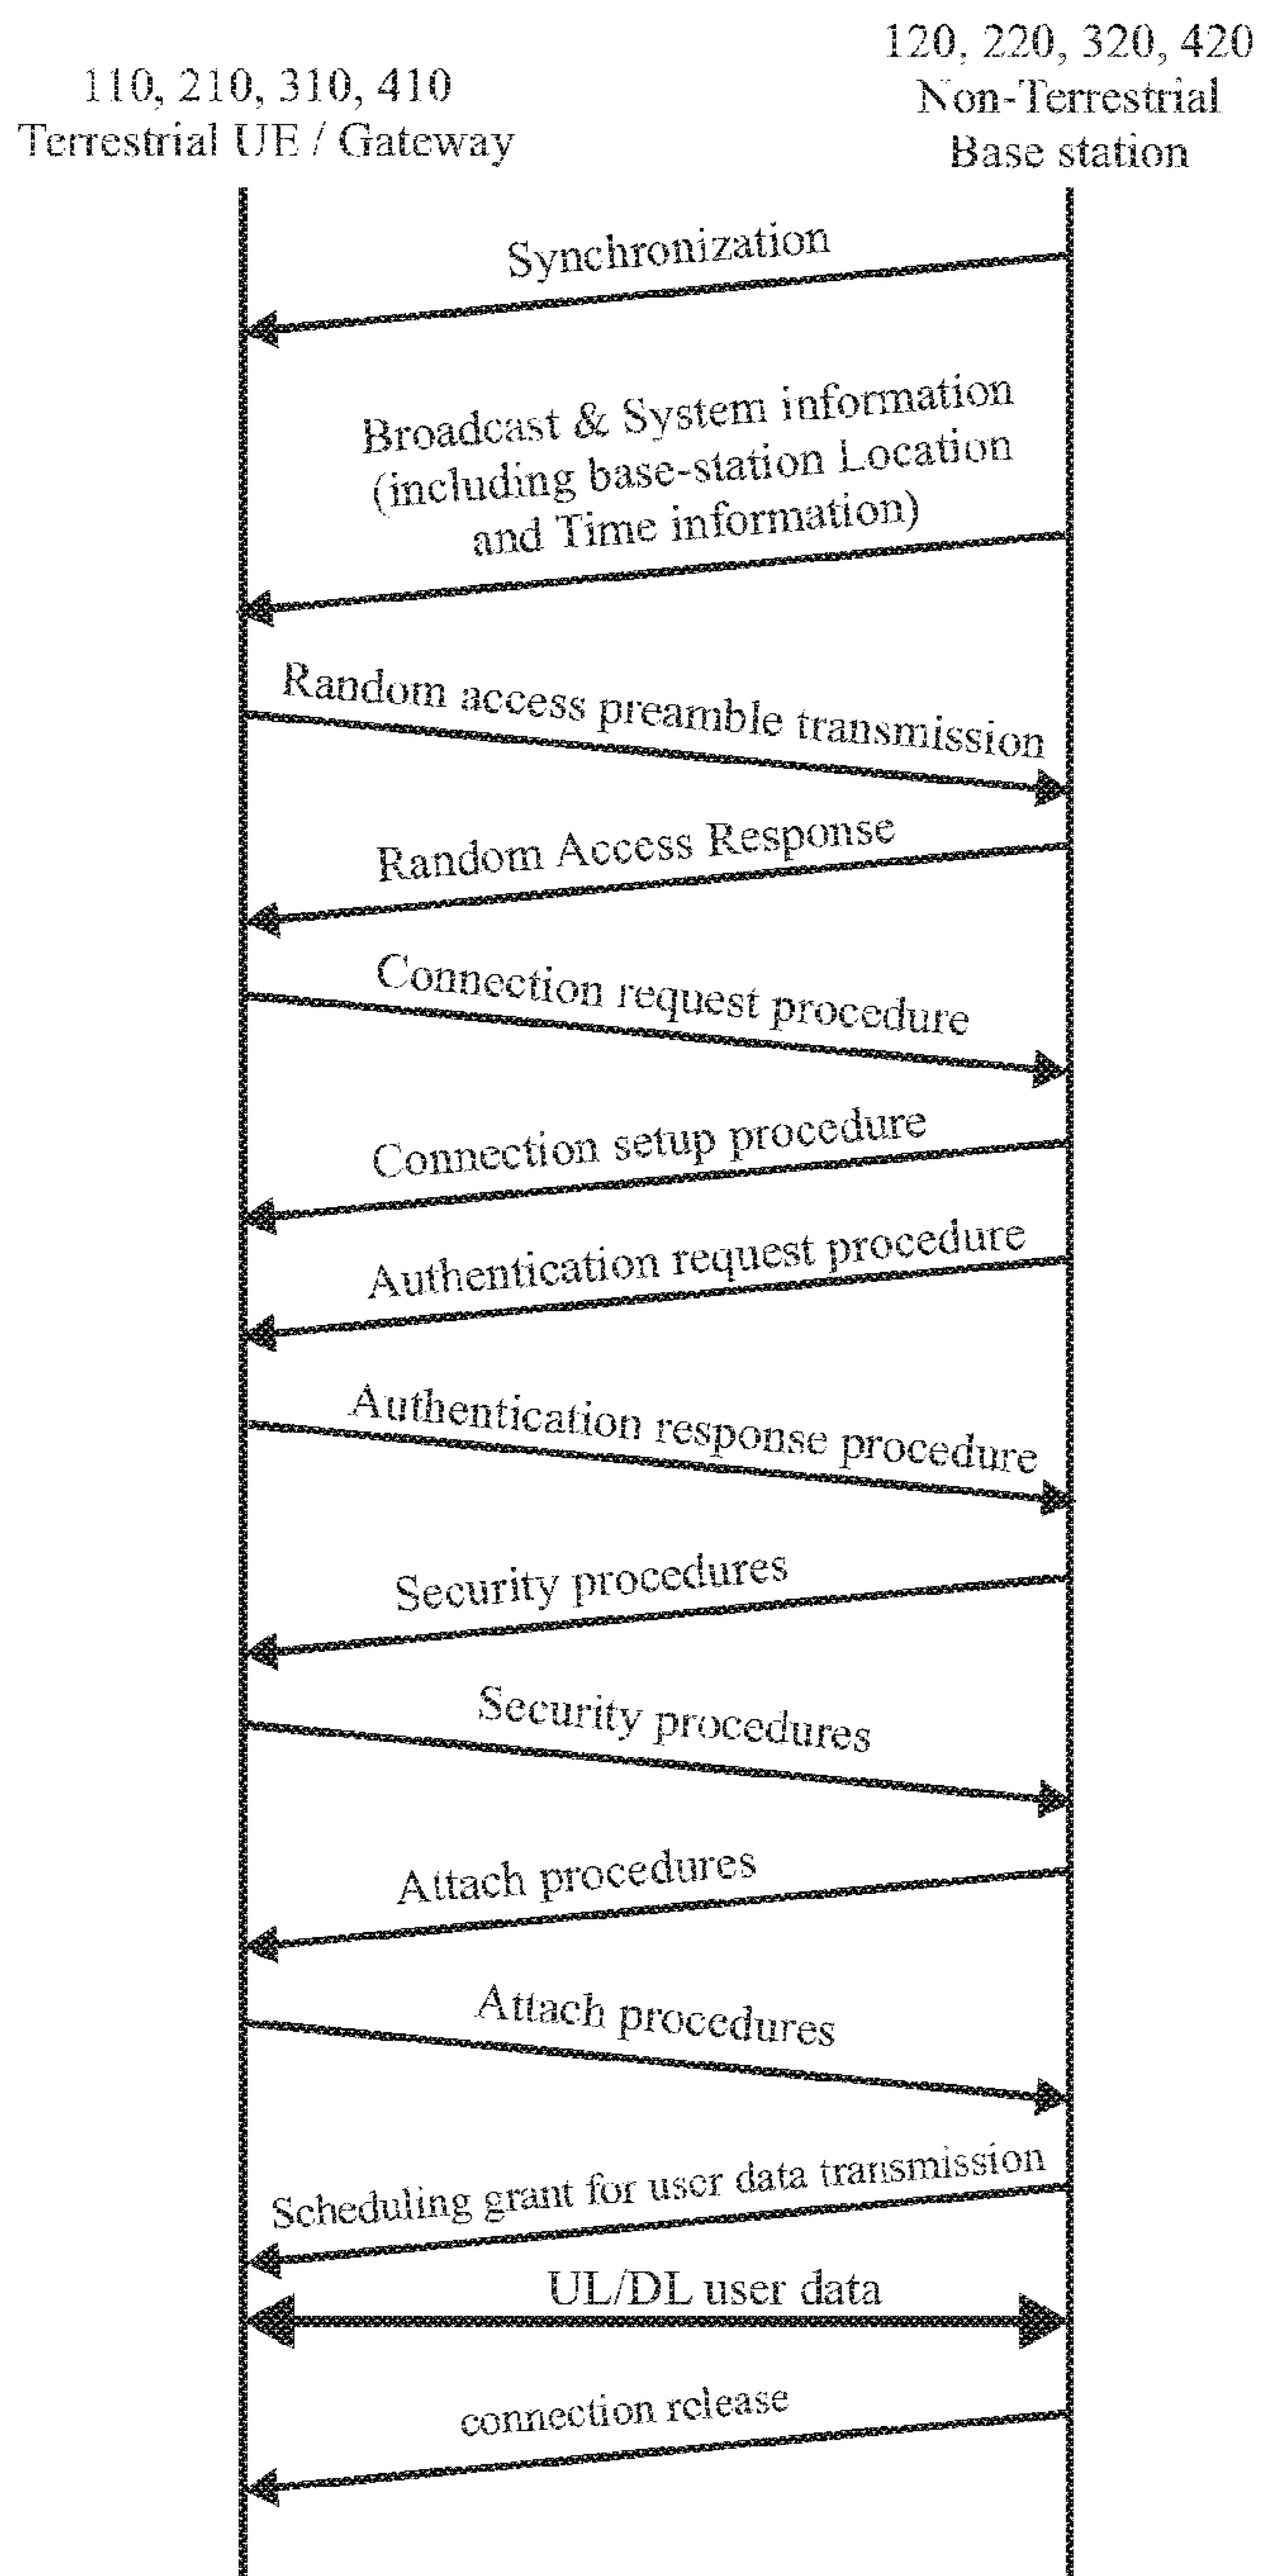 110, 210, 310, 410
Terrestrial UE / Gateway
120, 220, 320, 420
Non-Terrestrial
Base station
Synchronization
Broadcast & System information
(including base-station Location
and Time information)
Random access preamble transmission
Random Access Response
Connection request procedure
Connection setup procedure
Authentication request procedure
Authentication response procedure
Security procedures
Security procedures
Attach procedures
Attach procedures
Scheduling grant for user data transmission
UL/DL user data
connection release